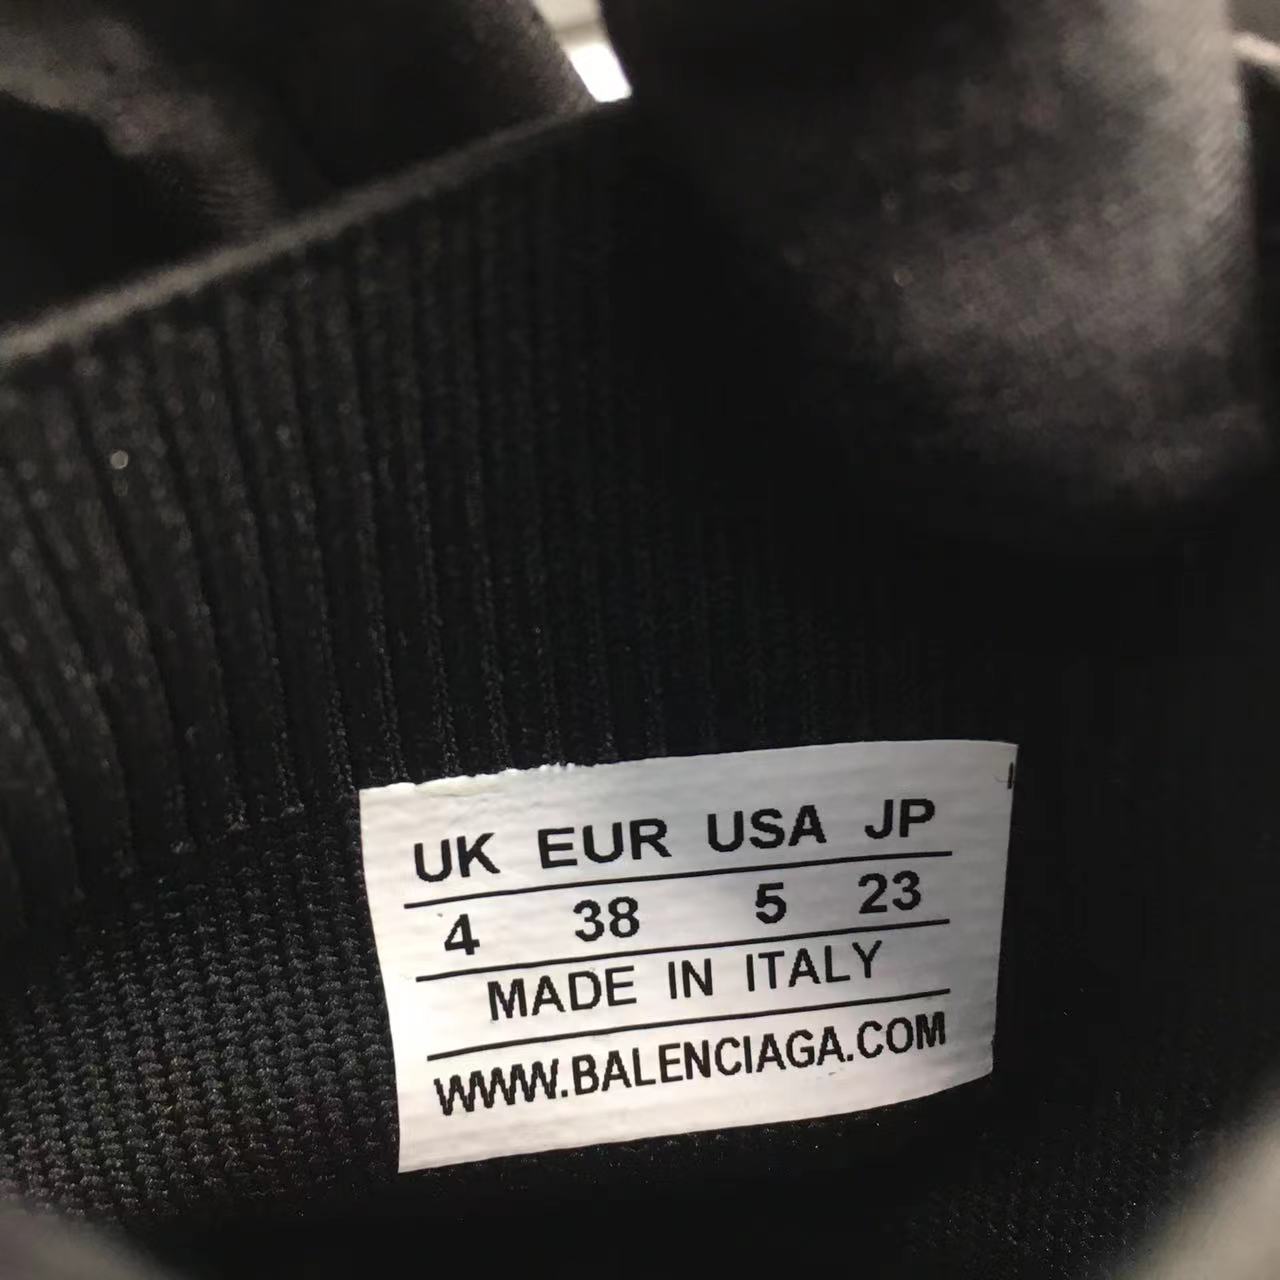 UK EUR USA JP
4 38 5 23
MADE IN ITALY
WWW.BALENCIAGA.COM